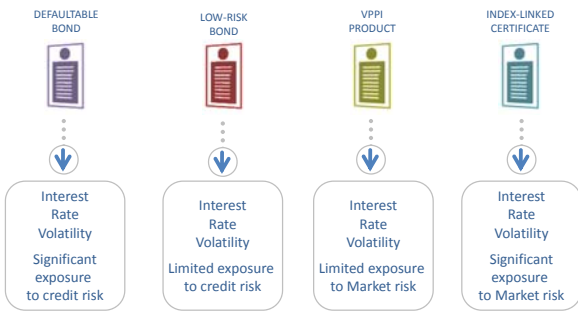 DEFAULTABLE
BOND
LOW-RISK
BOND
VPPI
PRODUCT
INDEX-LINKED
CERTIFICATE
Interest
Rate
Volatility
Significant
exposure
to credit risk
Interest
Rate
Volatility
Limited exposure
to credit risk
Interest
Rate
Volatility
Limited exposure
to Market risk
Interest
Rate
Volatility
Significant
exposure
to Market risk